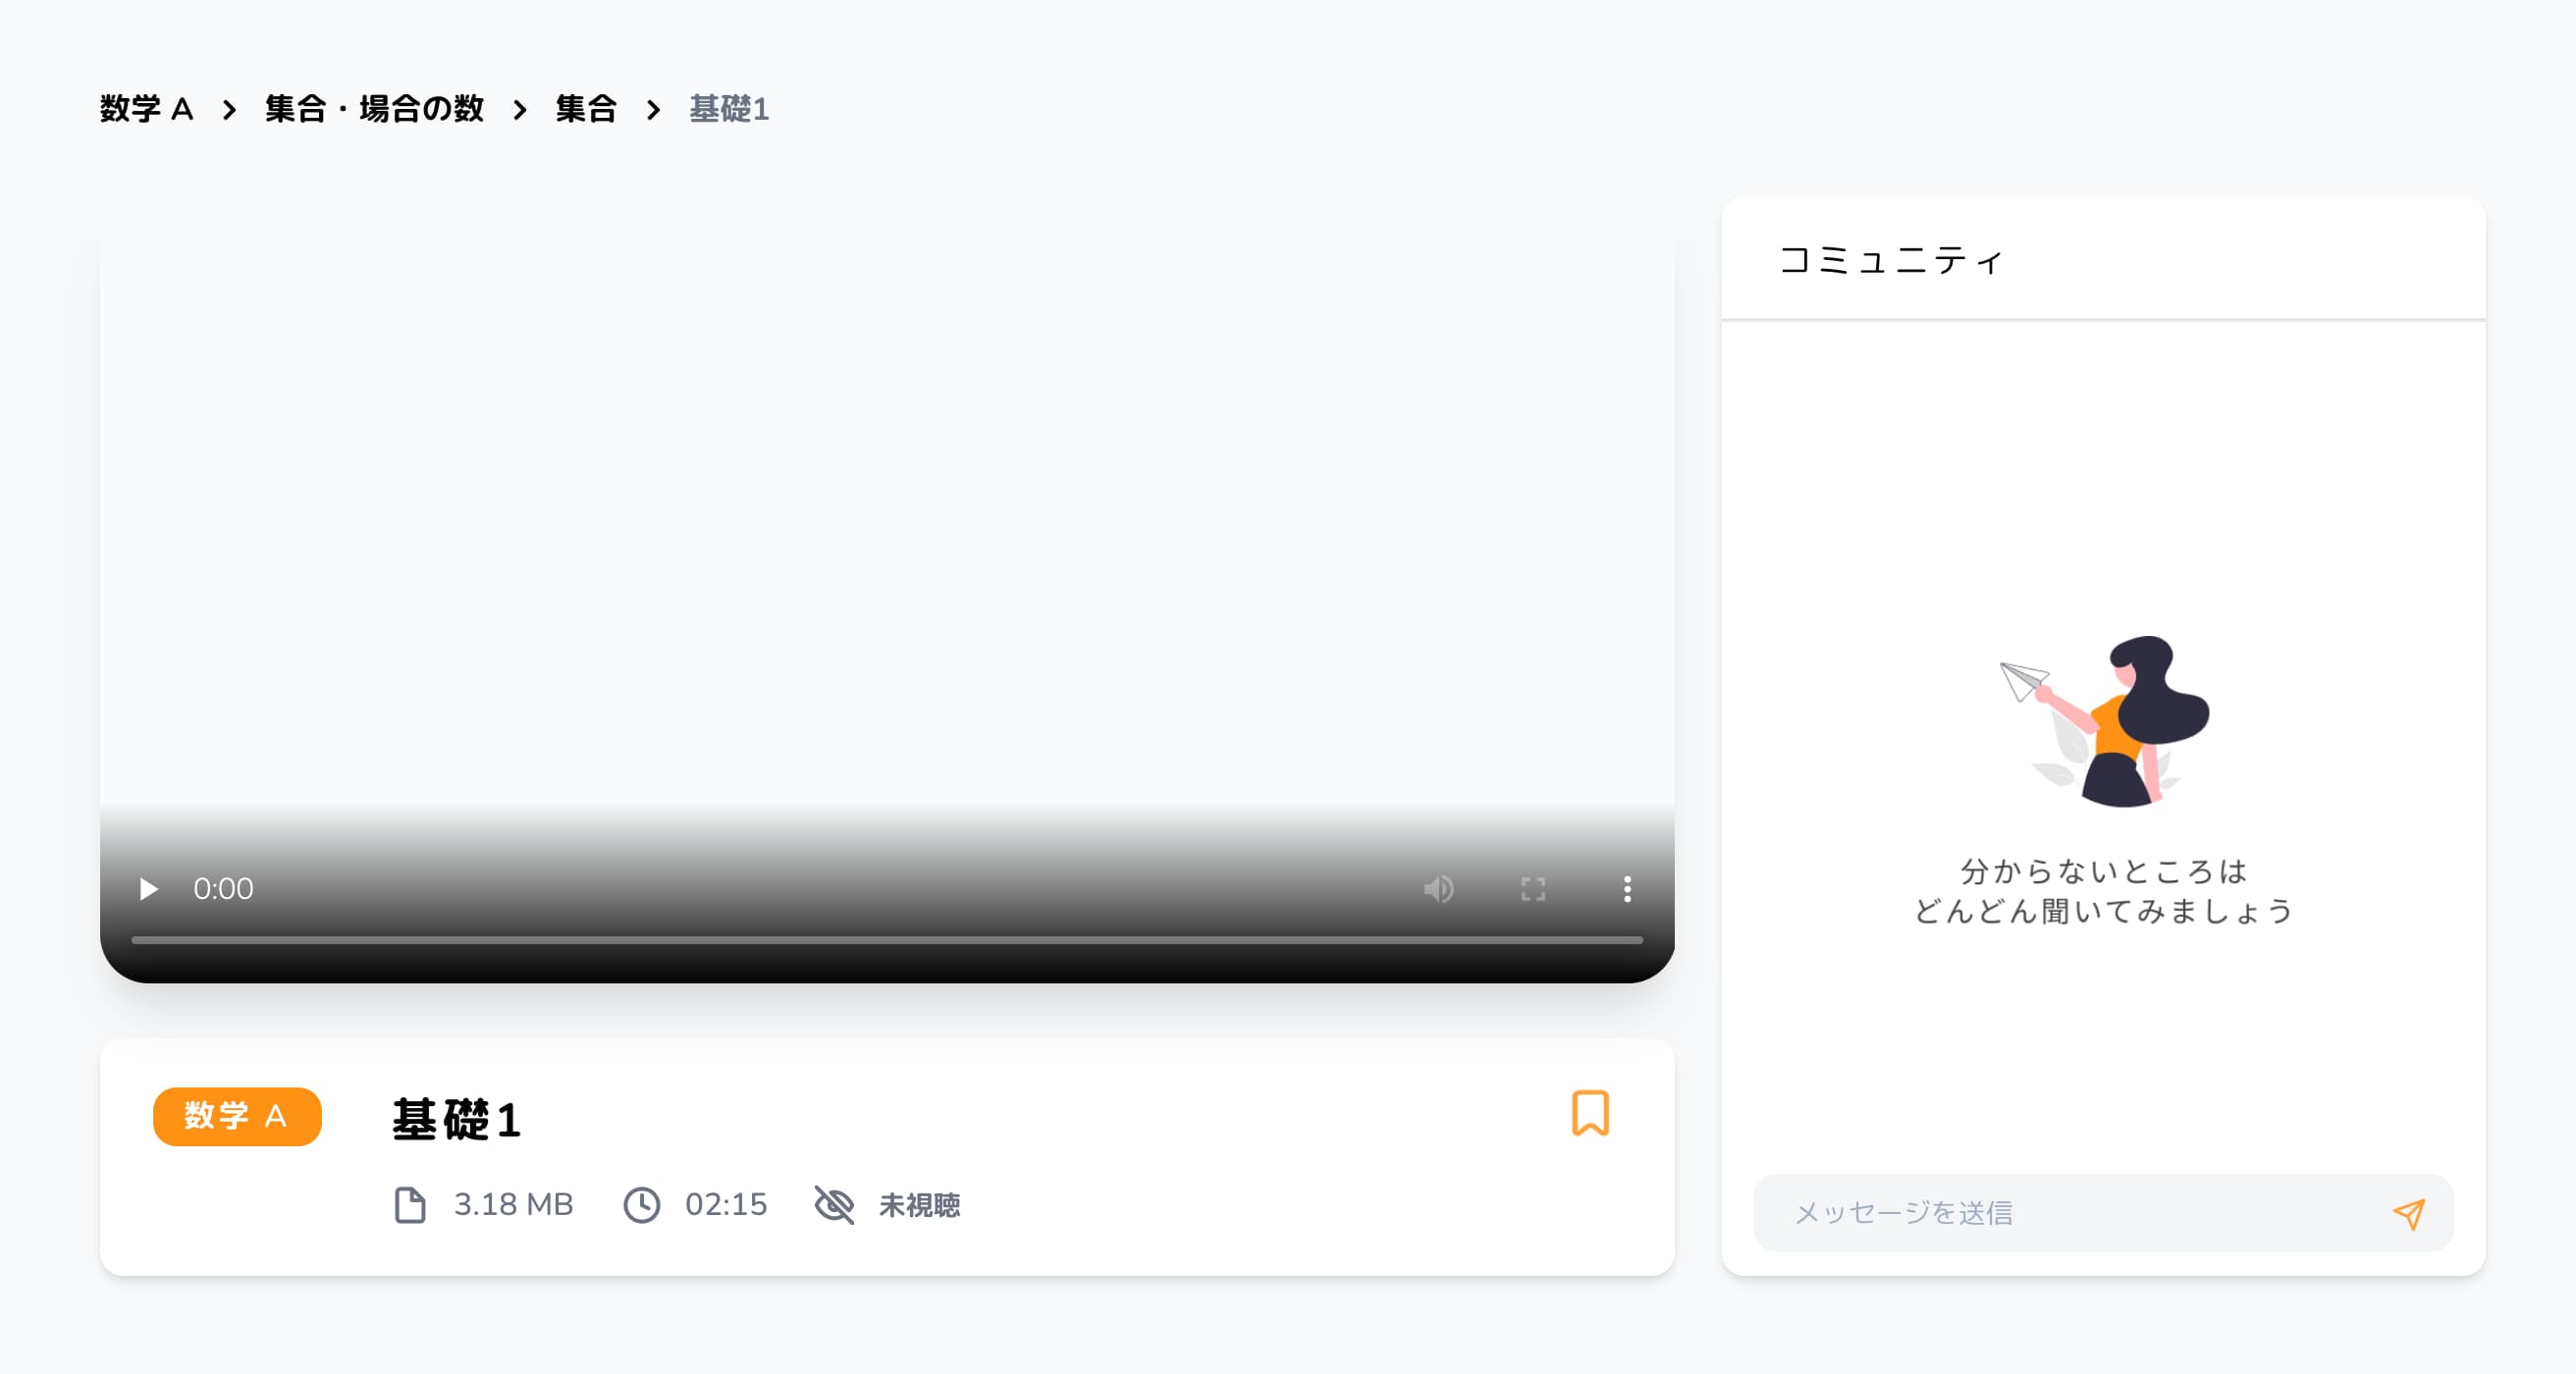 数学 A > 集合・場合の数 > 集合 > 基礎1
コミュニティ
0:00
分からないところは
どんどん聞いてみましょう
数学 A
基礎1
3.18 MB 02:15 未視聴
メッセージを送信